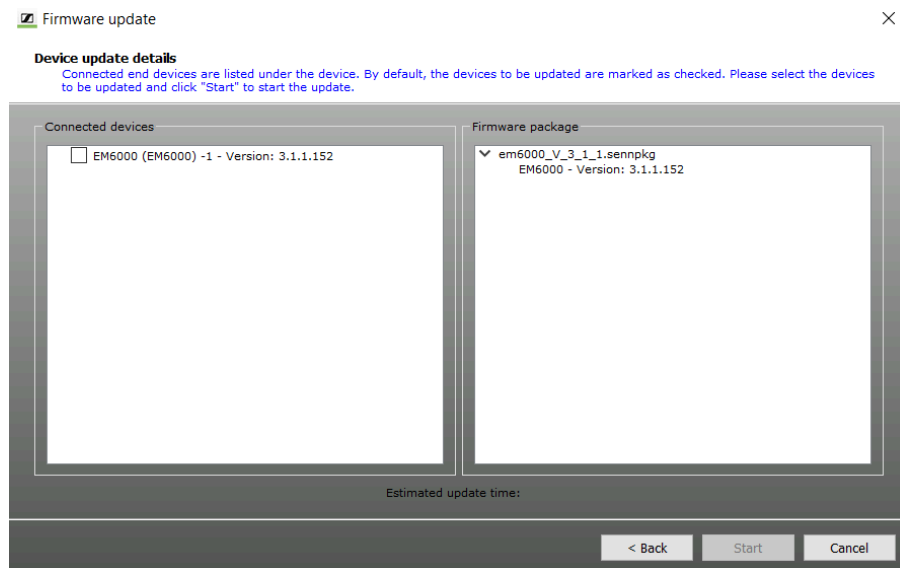 Firmware update
Device update details
Connected end devices are listed under the device. By default, the devices to be updated are marked as checked. Please select the devices
to be updated and click "Start" to start the update.
Connected devices
EM6000 (EM6000) -1 - Version: 3.1.1.152
Firmware package
em6000_V_3_1_1.sennpkg
EM6000 - Version: 3.1.1.152
Estimated update time:
< Back
Start
Cancel